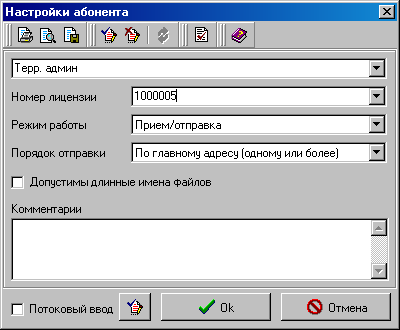 Настройки абонента
Терр. админ
Номер лицензии 1000005
Режим работы Прием/отправка
Порядок отправки По главному адресу (одному или более)
Допустимы длинные имена файлов
Комментарии
Потоковый ввод Ok Отмена